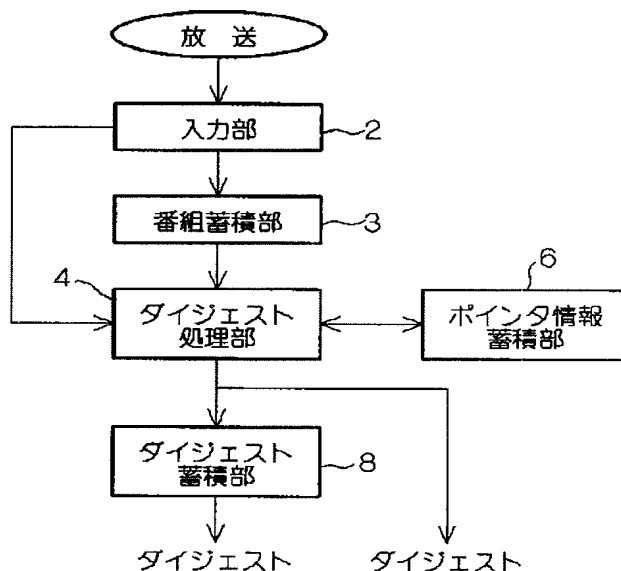 放送
入力部
2
番組蓄積部
3
4
ダイジェスト
処理部
6
ポインタ情報
蓄積部
ダイジェスト
蓄積部
8
ダイジェスト
ダイジェスト